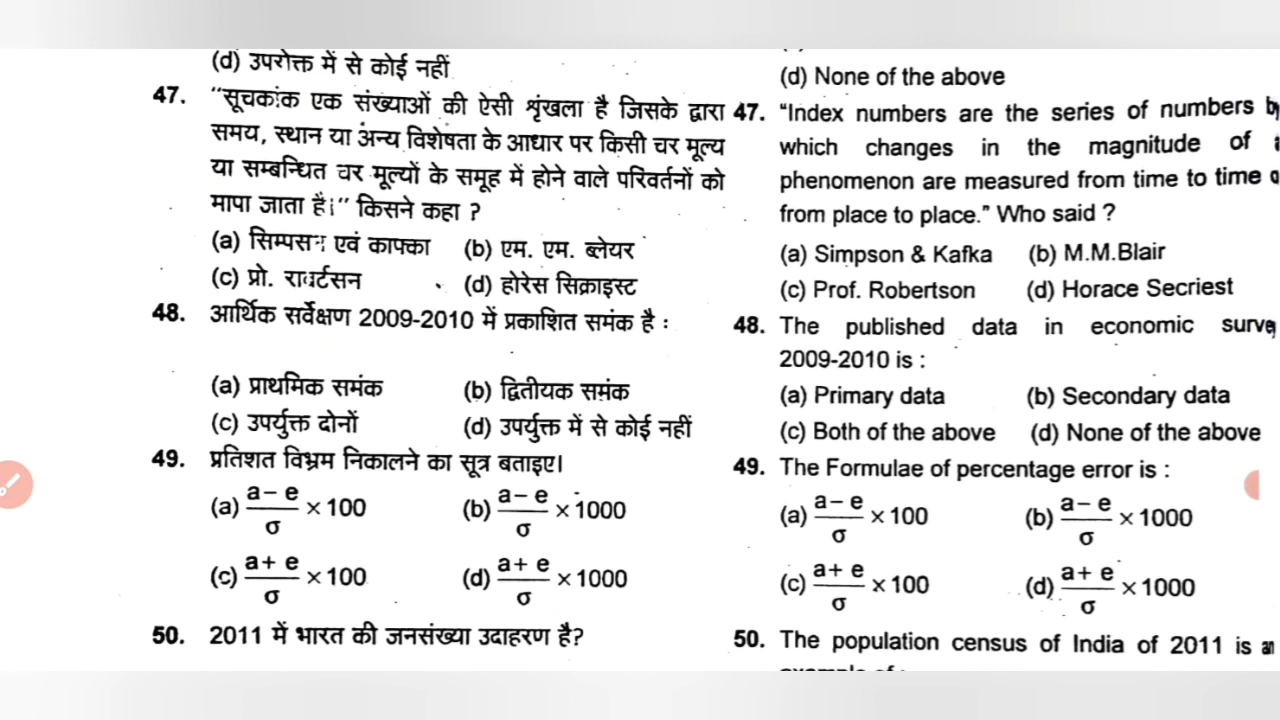 (d) उपरोक्त में से कोई नहीं
47. “सूचकांक एक संख्याओं की ऐसी शृंखला है जिसके द्वारा
समय, स्थान या अन्य विशेषता के आधार पर किसी चर मूल्य
या सम्बन्धित चर मूल्यों के समूह में होने वाले परिवर्तनों को
मापा जाता है।” किसने कहा ?
(a) सिम्पसन एवं काफ्का (b) एम. एम. ब्लेयर
(c) प्रो. राबर्टसन (d) होरेस सिक्राइस्ट
48. आर्थिक सर्वेक्षण 2009-2010 में प्रकाशित समंक है :
(a) प्राथमिक समंक (b) द्वितीयक समंक
(c) उपर्युक्त दोनों (d) उपर्युक्त में से कोई नहीं
49. प्रतिशत विभ्रम निकालने का सूत्र बताइए।
(a) a– e / σ × 100 (b) a– e / σ × 1000
(c) a+ e / σ × 100 (d) a+ e / σ × 1000
50. 2011 में भारत की जनसंख्या उदाहरण है?
(d) None of the above
47. “Index numbers are the series of numbers
which changes in the magnitude of
phenomenon are measured from time to time
from place to place.” Who said ?
(a) Simpson & Kafka (b) M.M.Blair
(c) Prof. Robertson (d) Horace Secriest
48. The published data in economic
2009-2010 is :
(a) Primary data (b) Secondary data
(c) Both of the above (d) None of the above
49. The Formulae of percentage error is :
(a) a– e / σ × 100 (b) a– e / σ × 1000
(c) a+ e / σ × 100 (d) a+ e / σ × 1000
50. The population census of India of 2011 is an